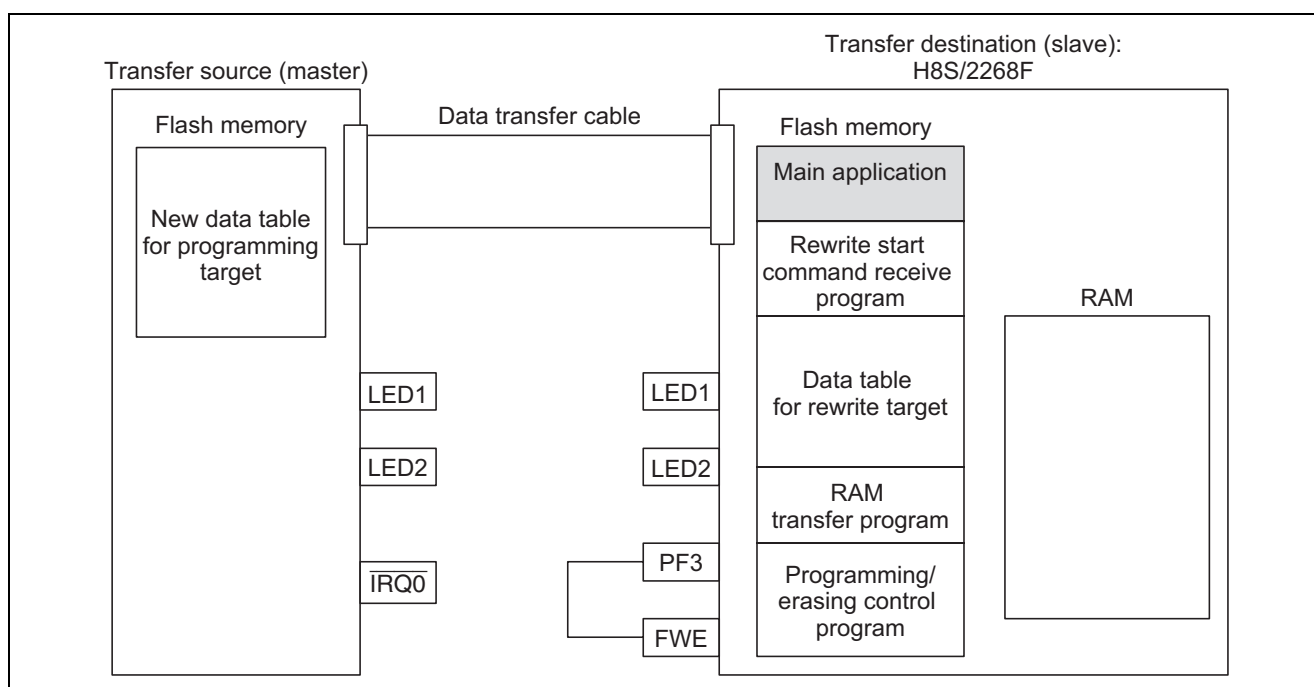 Transfer source (master)
Flash memory
New data table
for programming
target
LED1
LED2
IRQ0
Data transfer cable
Transfer destination (slave):
H8S/2268F
Flash memory
Main application
Rewrite start
command receive
program
Data table
for rewrite target
RAM
transfer program
Programming/
erasing control
program
RAM
LED1
LED2
PF3
FWE